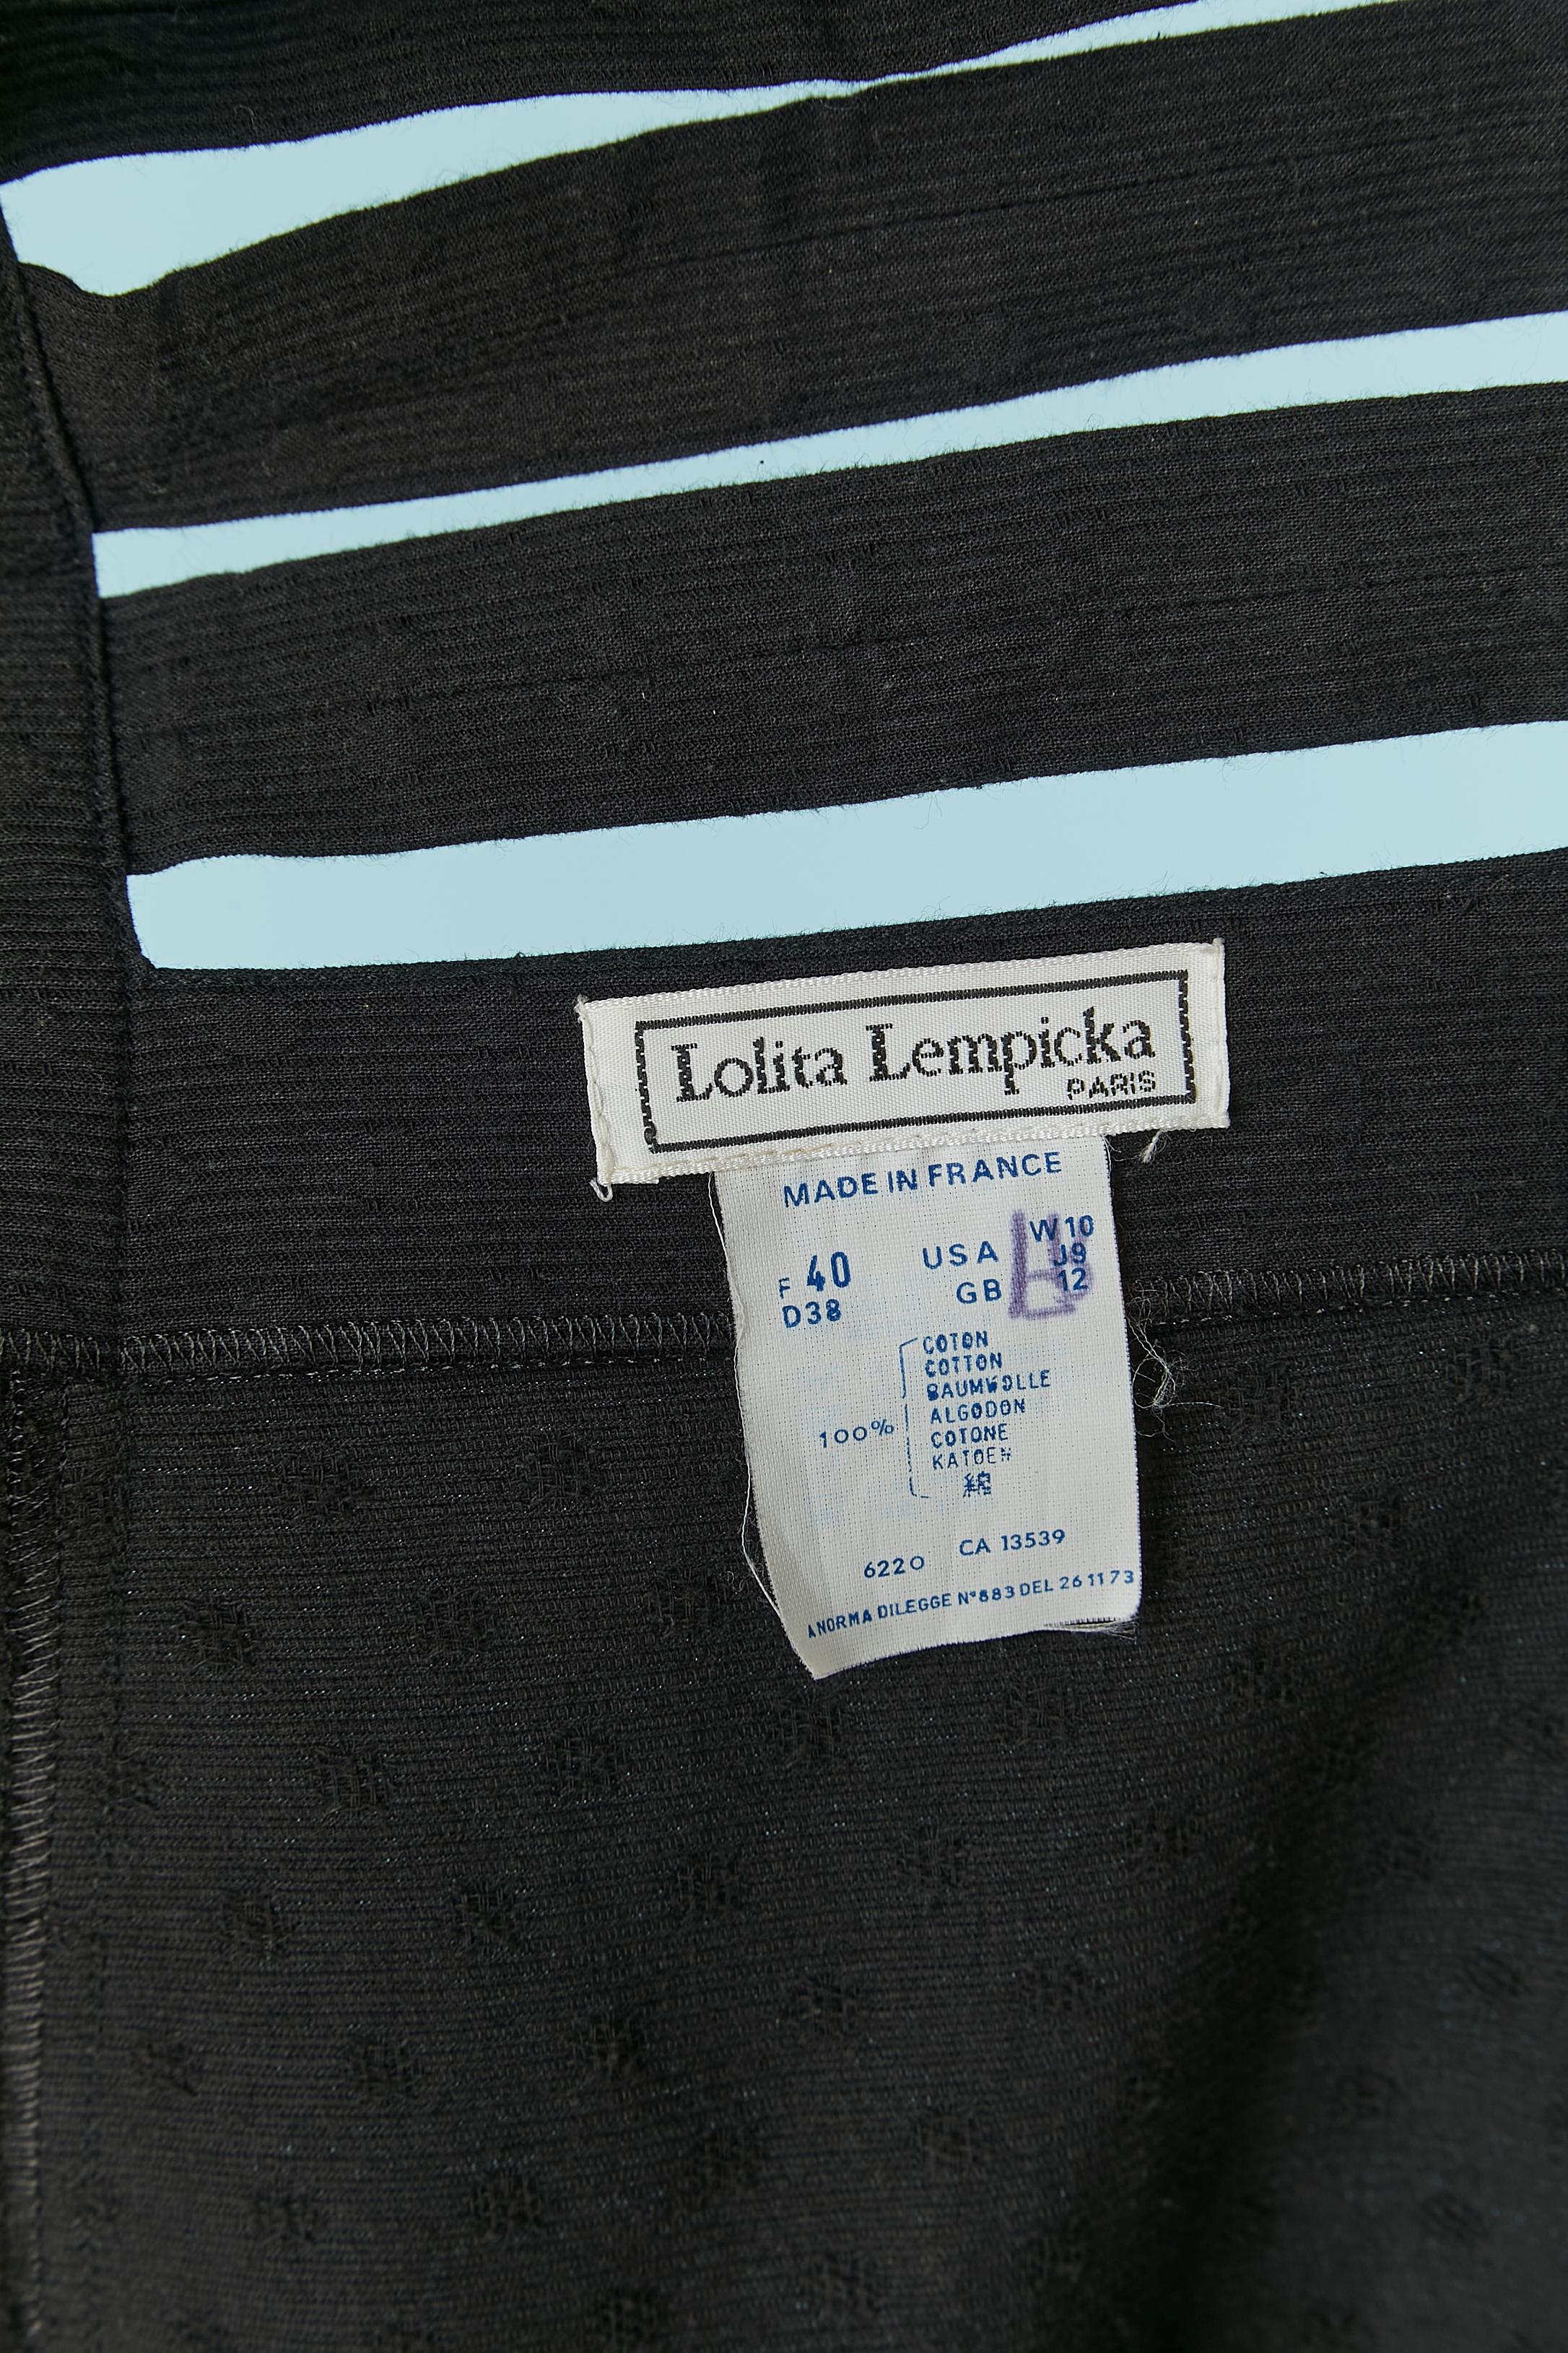 Lolita Lempicka
PARIS
MADE IN FRANCE
F 40
D38
USA W 10
J9
GB 12
B
100%
COTON
COTTON
BAUMWOLLE
ALGODON
COTONE
KATOEN
綿
6220 CA 13539
A NORMA DI LEGGE N°883 DEL 26 11 73